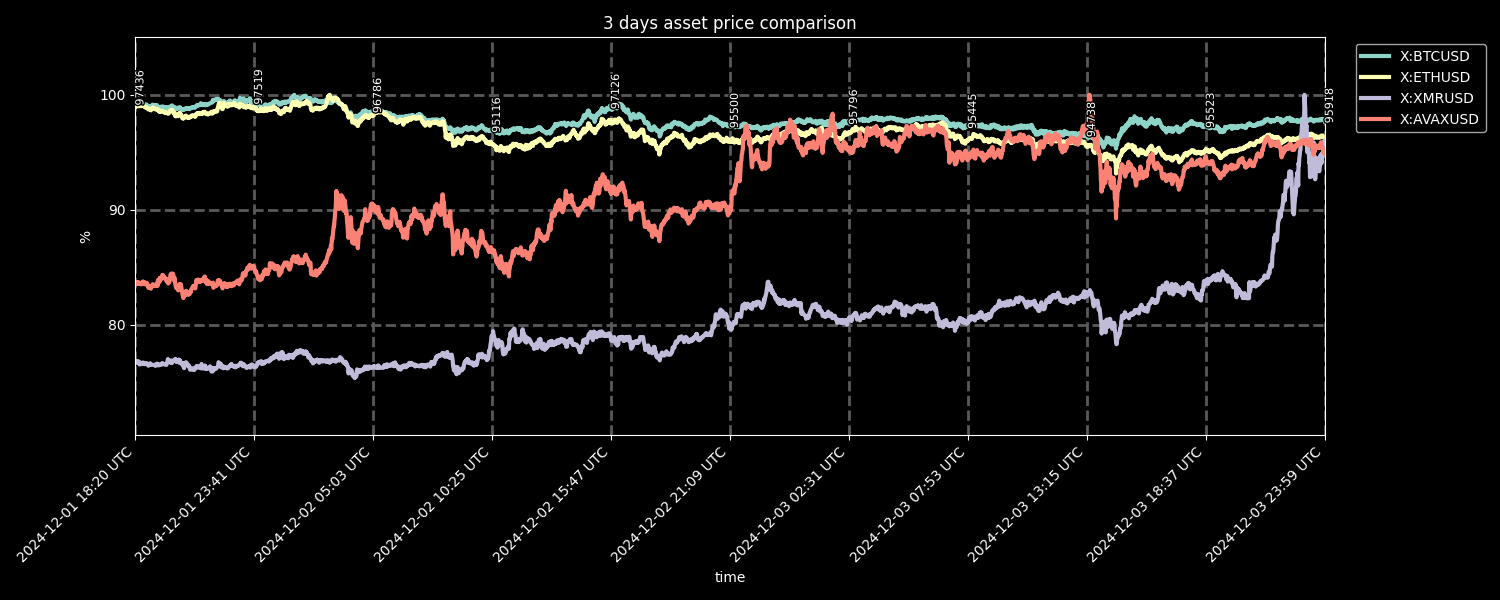 3 days asset price comparison
X:BTCUSD
X:ETHUSD
X:XMRUSD
X:AVAXUSD
100
90
80
%
97436
97519
96786
95116
97126
95500
95796
95445
94738
95523
95918
2024-12-01 18:20 UTC
2024-12-01 23:41 UTC
2024-12-02 05:03 UTC
2024-12-02 10:25 UTC
2024-12-02 15:47 UTC
2024-12-02 21:09 UTC
2024-12-03 02:31 UTC
2024-12-03 07:53 UTC
2024-12-03 13:15 UTC
2024-12-03 18:37 UTC
2024-12-03 23:59 UTC
time